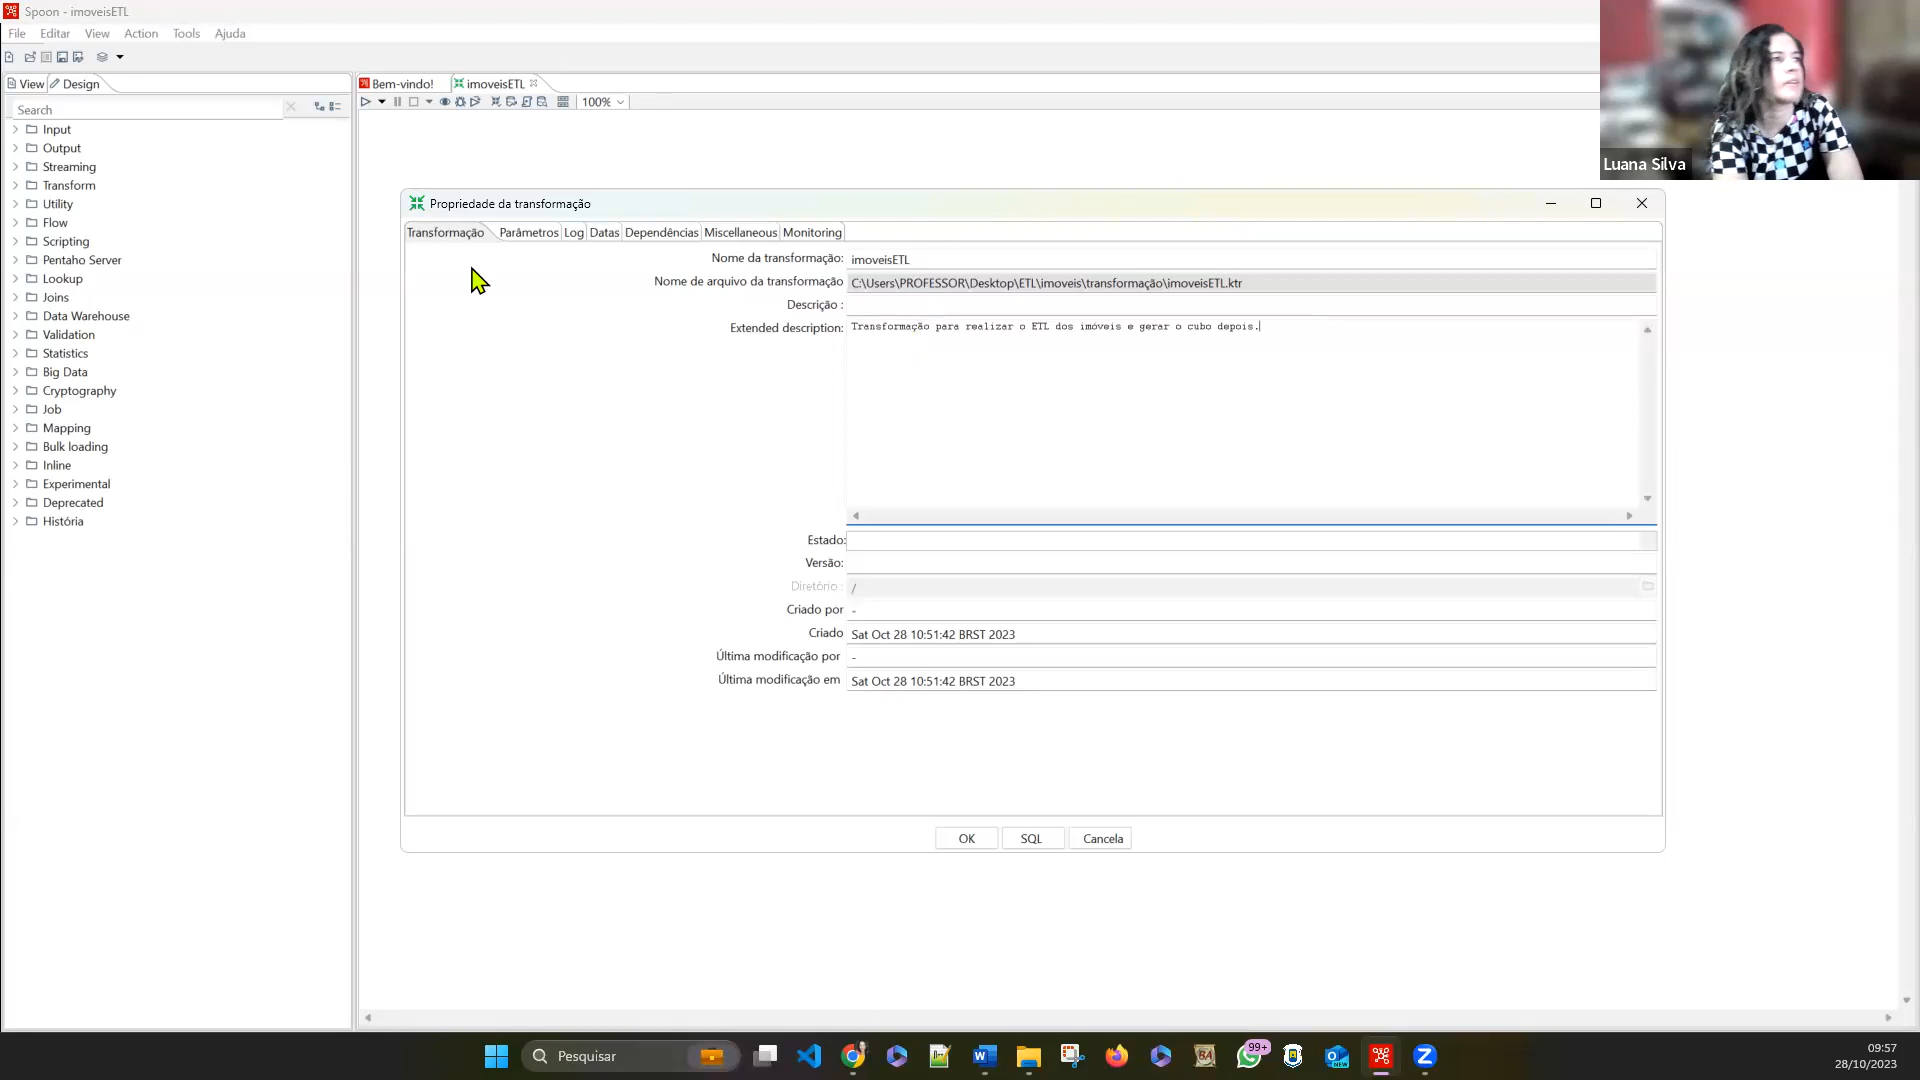 Spoon - imoveisETL
File Editar View Action Tools Ajuda
View Design
Bem-vindo! imoveisETL
Search
100%
Input
Output
Streaming
Transform
Utility
Flow
Scripting
Pentaho Server
Lookup
Joins
Data Warehouse
Validation
Statistics
Big Data
Cryptography
Job
Mapping
Bulk loading
Inline
Experimental
Deprecated
História
Luana Silva
Propriedade da transformação
Transformação Parâmetros Log Datas Dependências Miscellaneous Monitoring
Nome da transformação: imoveisETL
Nome de arquivo da transformação C:\Users\PROFESSOR\Desktop\ETL\imoveis\transformação\imoveisETL.ktr
Descrição :
Extended description: Transformação para realizar o ETL dos imóveis e gerar o cubo depois.
Estado:
Versão:
Diretório : /
Criado por -
Criado Sat Oct 28 10:51:42 BRST 2023
Última modificação por -
Última modificação em Sat Oct 28 10:51:42 BRST 2023
OK SQL Cancela
Pesquisar
99+
NEW
BA
09:57
28/10/2023